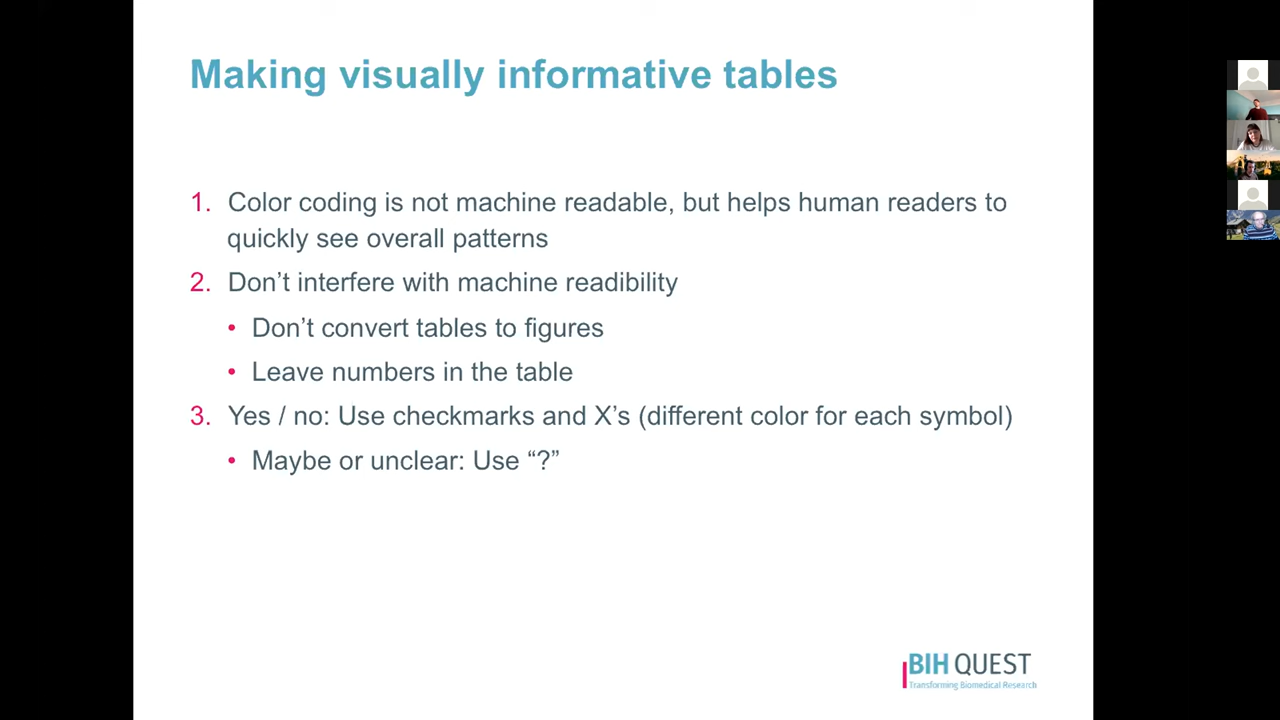 Making visually informative tables
1. Color coding is not machine readable, but helps human readers to
quickly see overall patterns
2. Don’t interfere with machine readibility
• Don’t convert tables to figures
• Leave numbers in the table
3. Yes / no: Use checkmarks and X’s (different color for each symbol)
• Maybe or unclear: Use “?”
BIH QUEST
Transforming Biomedical Research